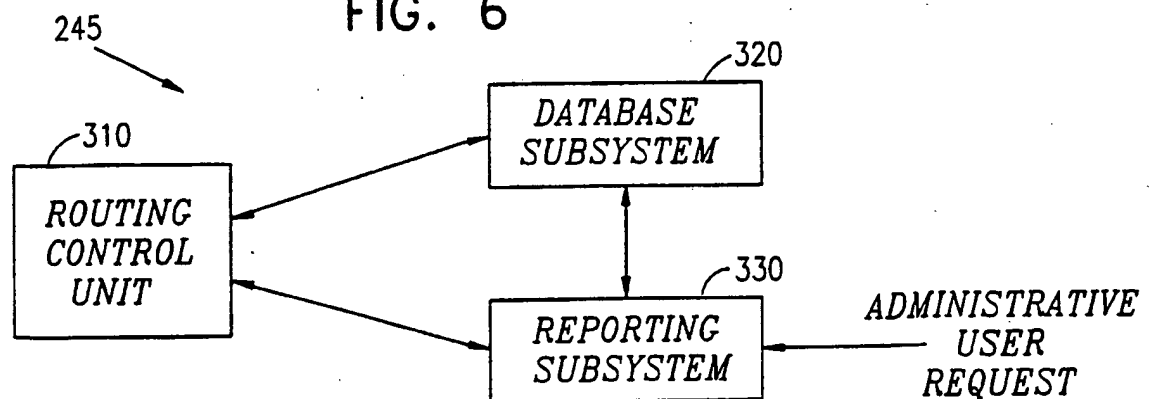 FIG. 6
245
320
DATABASE
SUBSYSTEM
310
ROUTING
CONTROL
UNIT
330
REPORTING
SUBSYSTEM
ADMINISTRATIVE
USER
REQUEST